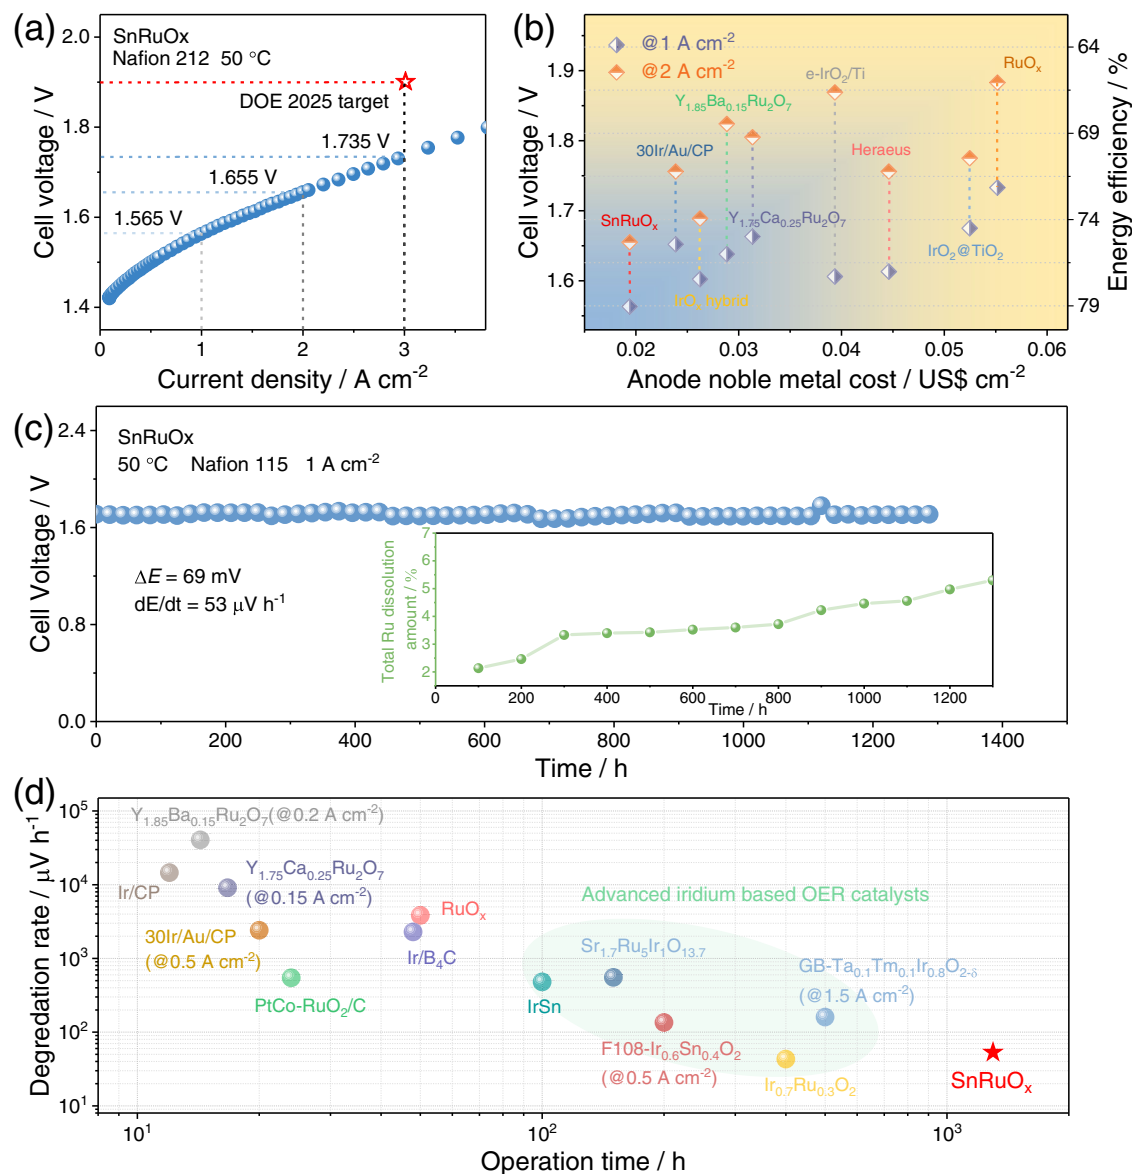 (a)
SnRuOx
Nafion 212 50 °C
DOE 2025 target
1.735 V
1.655 V
1.565 V
2.0
1.8
1.6
1.4
Cell voltage / V
0 1 2 3
Current density / A cm⁻²
(b)
@1 A cm⁻²
@2 A cm⁻²
e-IrO₂/Ti
RuOₓ
Y₁.₈₅Ba₀.₁₅Ru₂O₇
30Ir/Au/CP
Heraeus
SnRuOₓ
Y₁.₇₅Ca₀.₂₅Ru₂O₇
IrO₂@TiO₂
IrOₓ hybrid
1.9
1.8
1.7
1.6
Cell voltage / V
64
69
74
79
Energy efficiency / %
0.02 0.03 0.04 0.05 0.06
Anode noble metal cost / US$ cm⁻²
(c)
SnRuOx
50 °C Nafion 115 1 A cm⁻²
ΔE = 69 mV
dE/dt = 53 μV h⁻¹
2.4
1.6
0.8
0.0
Cell Voltage / V
Total Ru dissolution
amount / %
7
6
5
4
3
2
0 200 400 600 800 1000 1200
Time / h
0 200 400 600 800 1000 1200 1400
Time / h
(d)
Y₁.₈₅Ba₀.₁₅Ru₂O₇(@0.2 A cm⁻²)
Ir/CP
Y₁.₇₅Ca₀.₂₅Ru₂O₇
(@0.15 A cm⁻²)
Advanced iridium based OER catalysts
RuOₓ
30Ir/Au/CP
(@0.5 A cm⁻²)
Ir/B₄C
Sr₁.₇Ru₅Ir₁O₁₃.₇
GB-Ta₀.₁Tm₀.₁Ir₀.₈O₂₋δ
(@1.5 A cm⁻²)
PtCo-RuO₂/C
IrSn
F108-Ir₀.₆Sn₀.₄O₂
(@0.5 A cm⁻²)
Ir₀.₇Ru₀.₃O₂
SnRuOₓ
10⁵
10⁴
10³
10²
10¹
Degredation rate / μV h⁻¹
10¹ 10² 10³
Operation time / h